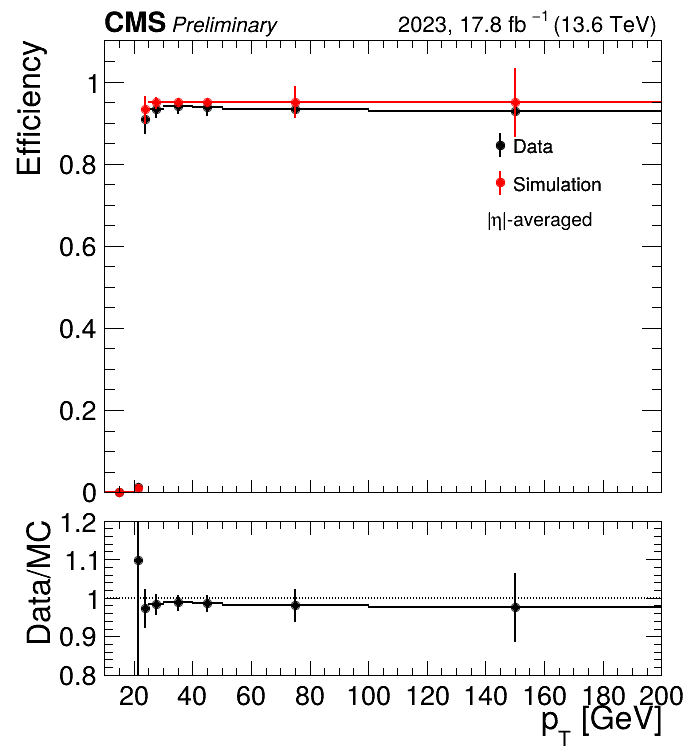 CMS Preliminary 2023, 17.8 fb⁻¹ (13.6 TeV)
Efficiency
1
0.8
0.6
0.4
0.2
0
Data
Simulation
|η|-averaged
Data/MC
1.2
1.1
1
0.9
0.8
20 40 60 80 100 120 140 160 180 200
p_T [GeV]